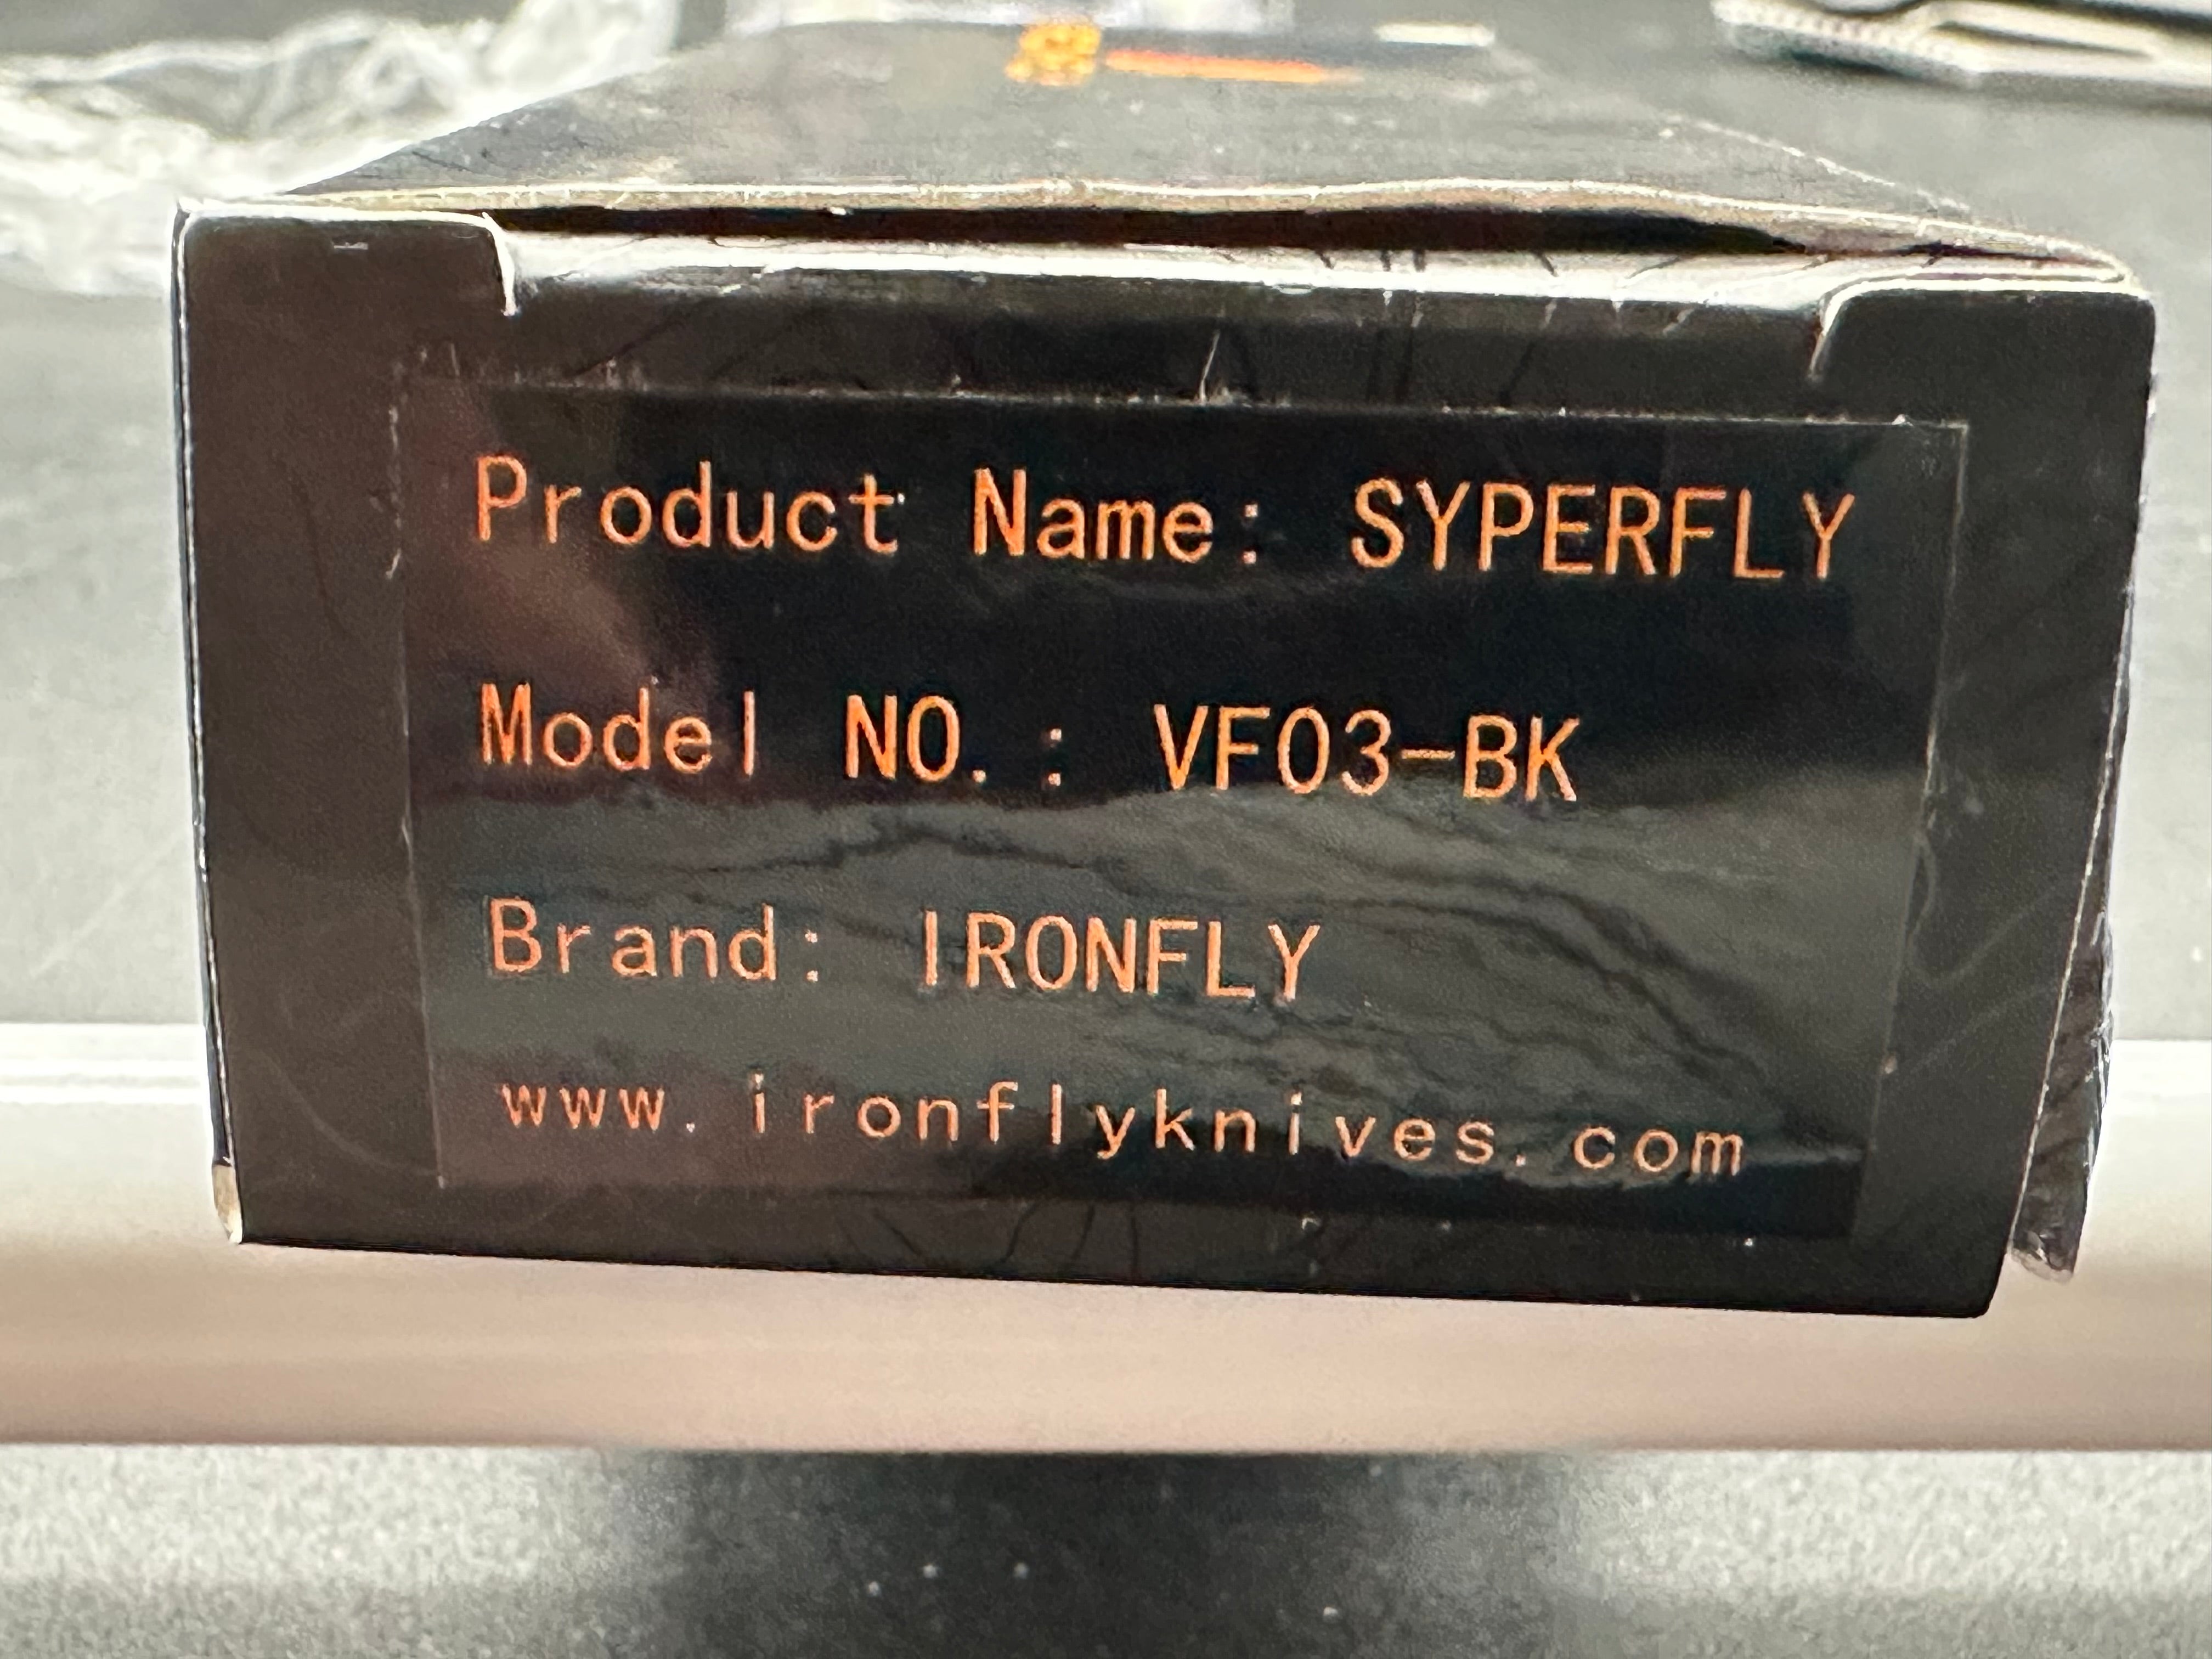 Product Name: SYPERFLY
Model NO.: VF03-BK
Brand: IRONFLY
www.ironflyknives.com